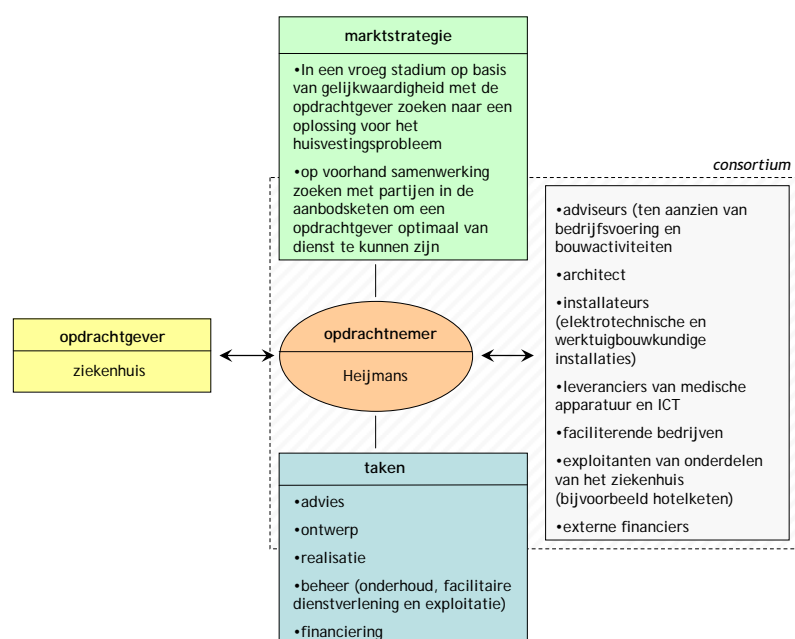 marktstrategie
•In een vroeg stadium op basis
van gelijkwaardigheid met de
opdrachtgever zoeken naar een
oplossing voor het
huisvestingsprobleem
•op voorhand samenwerking
zoeken met partijen in de
aanbodsketen om een
opdrachtgever optimaal van
dienst te kunnen zijn
consortium
•adviseurs (ten aanzien van
bedrijfsvoering en
bouwactiviteiten
•architect
•installateurs
(elektrotechnische en
werktuigbouwkundige
installaties)
•leveranciers van medische
apparatuur en ICT
•faciliterende bedrijven
•exploitanten van onderdelen
van het ziekenhuis
(bijvoorbeeld hotelketen)
•externe financiers
opdrachtgever
ziekenhuis
opdrachtnemer
Heijmans
taken
•advies
•ontwerp
•realisatie
•beheer (onderhoud, facilitaire
dienstverlening en exploitatie)
•financiering